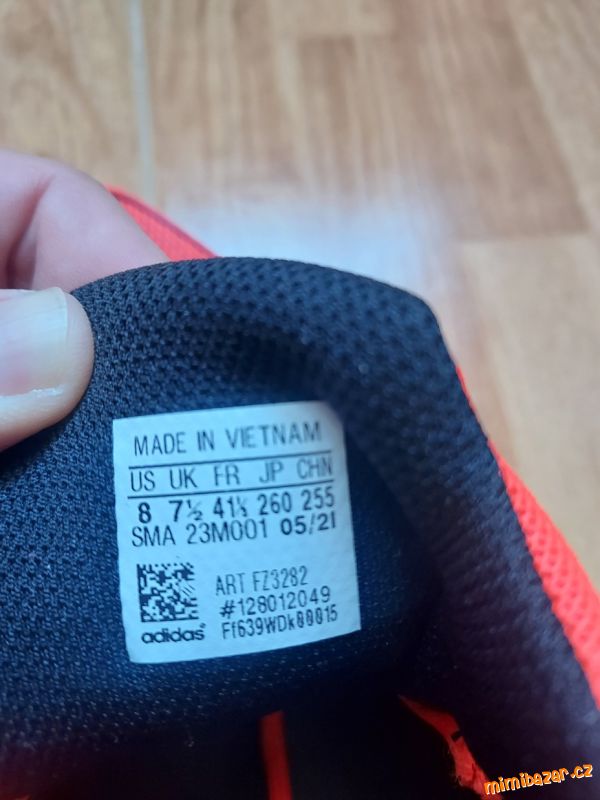 MADE IN VIETNAM
US UK FR JP CHN
8 7½ 41⅓ 260 255
SMA 23M001 05/21
ART FZ3282
#128012049
adidas® Ff639WDk00015
mimibazar.cz